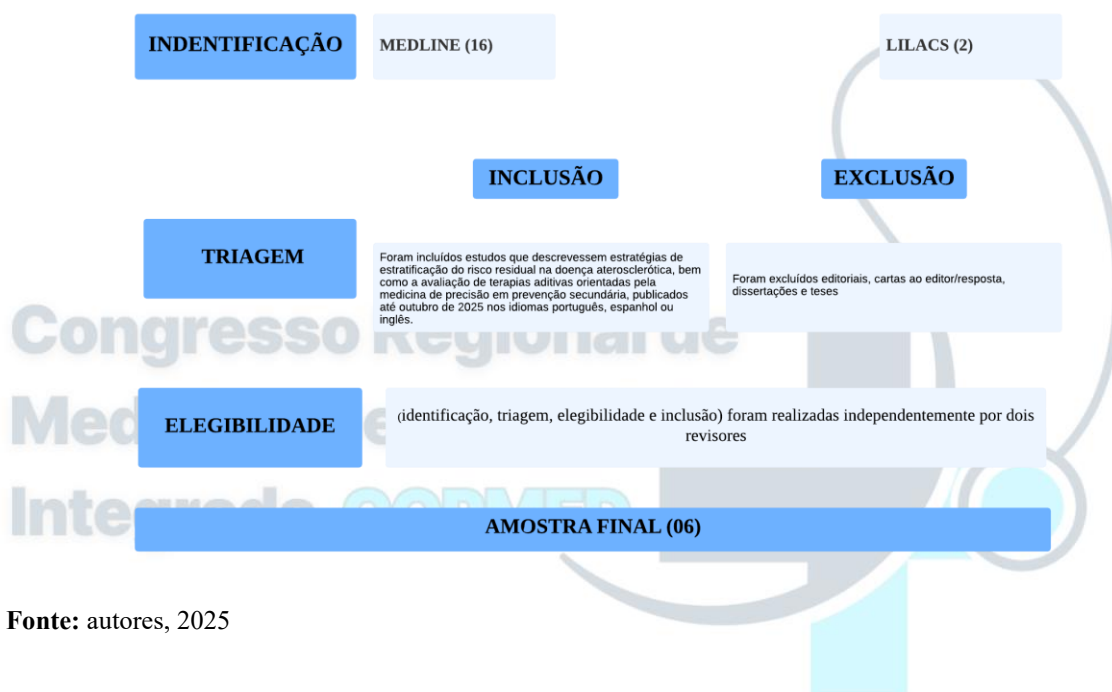 INDENTIFICAÇÃO
MEDLINE (16)
LILACS (2)
INCLUSÃO
EXCLUSÃO
TRIAGEM
Foram incluídos estudos que descrevessem estratégias de
estratificação do risco residual na doença aterosclerótica, bem
como a avaliação de terapias aditivas orientadas pela
medicina de precisão em prevenção secundária, publicados
até outubro de 2025 nos idiomas português, espanhol ou
inglês.
Foram excluídos editoriais, cartas ao editor/resposta,
dissertações e teses
Congresso Regional de
ELEGIBILIDADE
(identificação, triagem, elegibilidade e inclusão) foram realizadas independentemente por dois
revisores
COPMED
AMOSTRA FINAL (06)
Fonte: autores, 2025